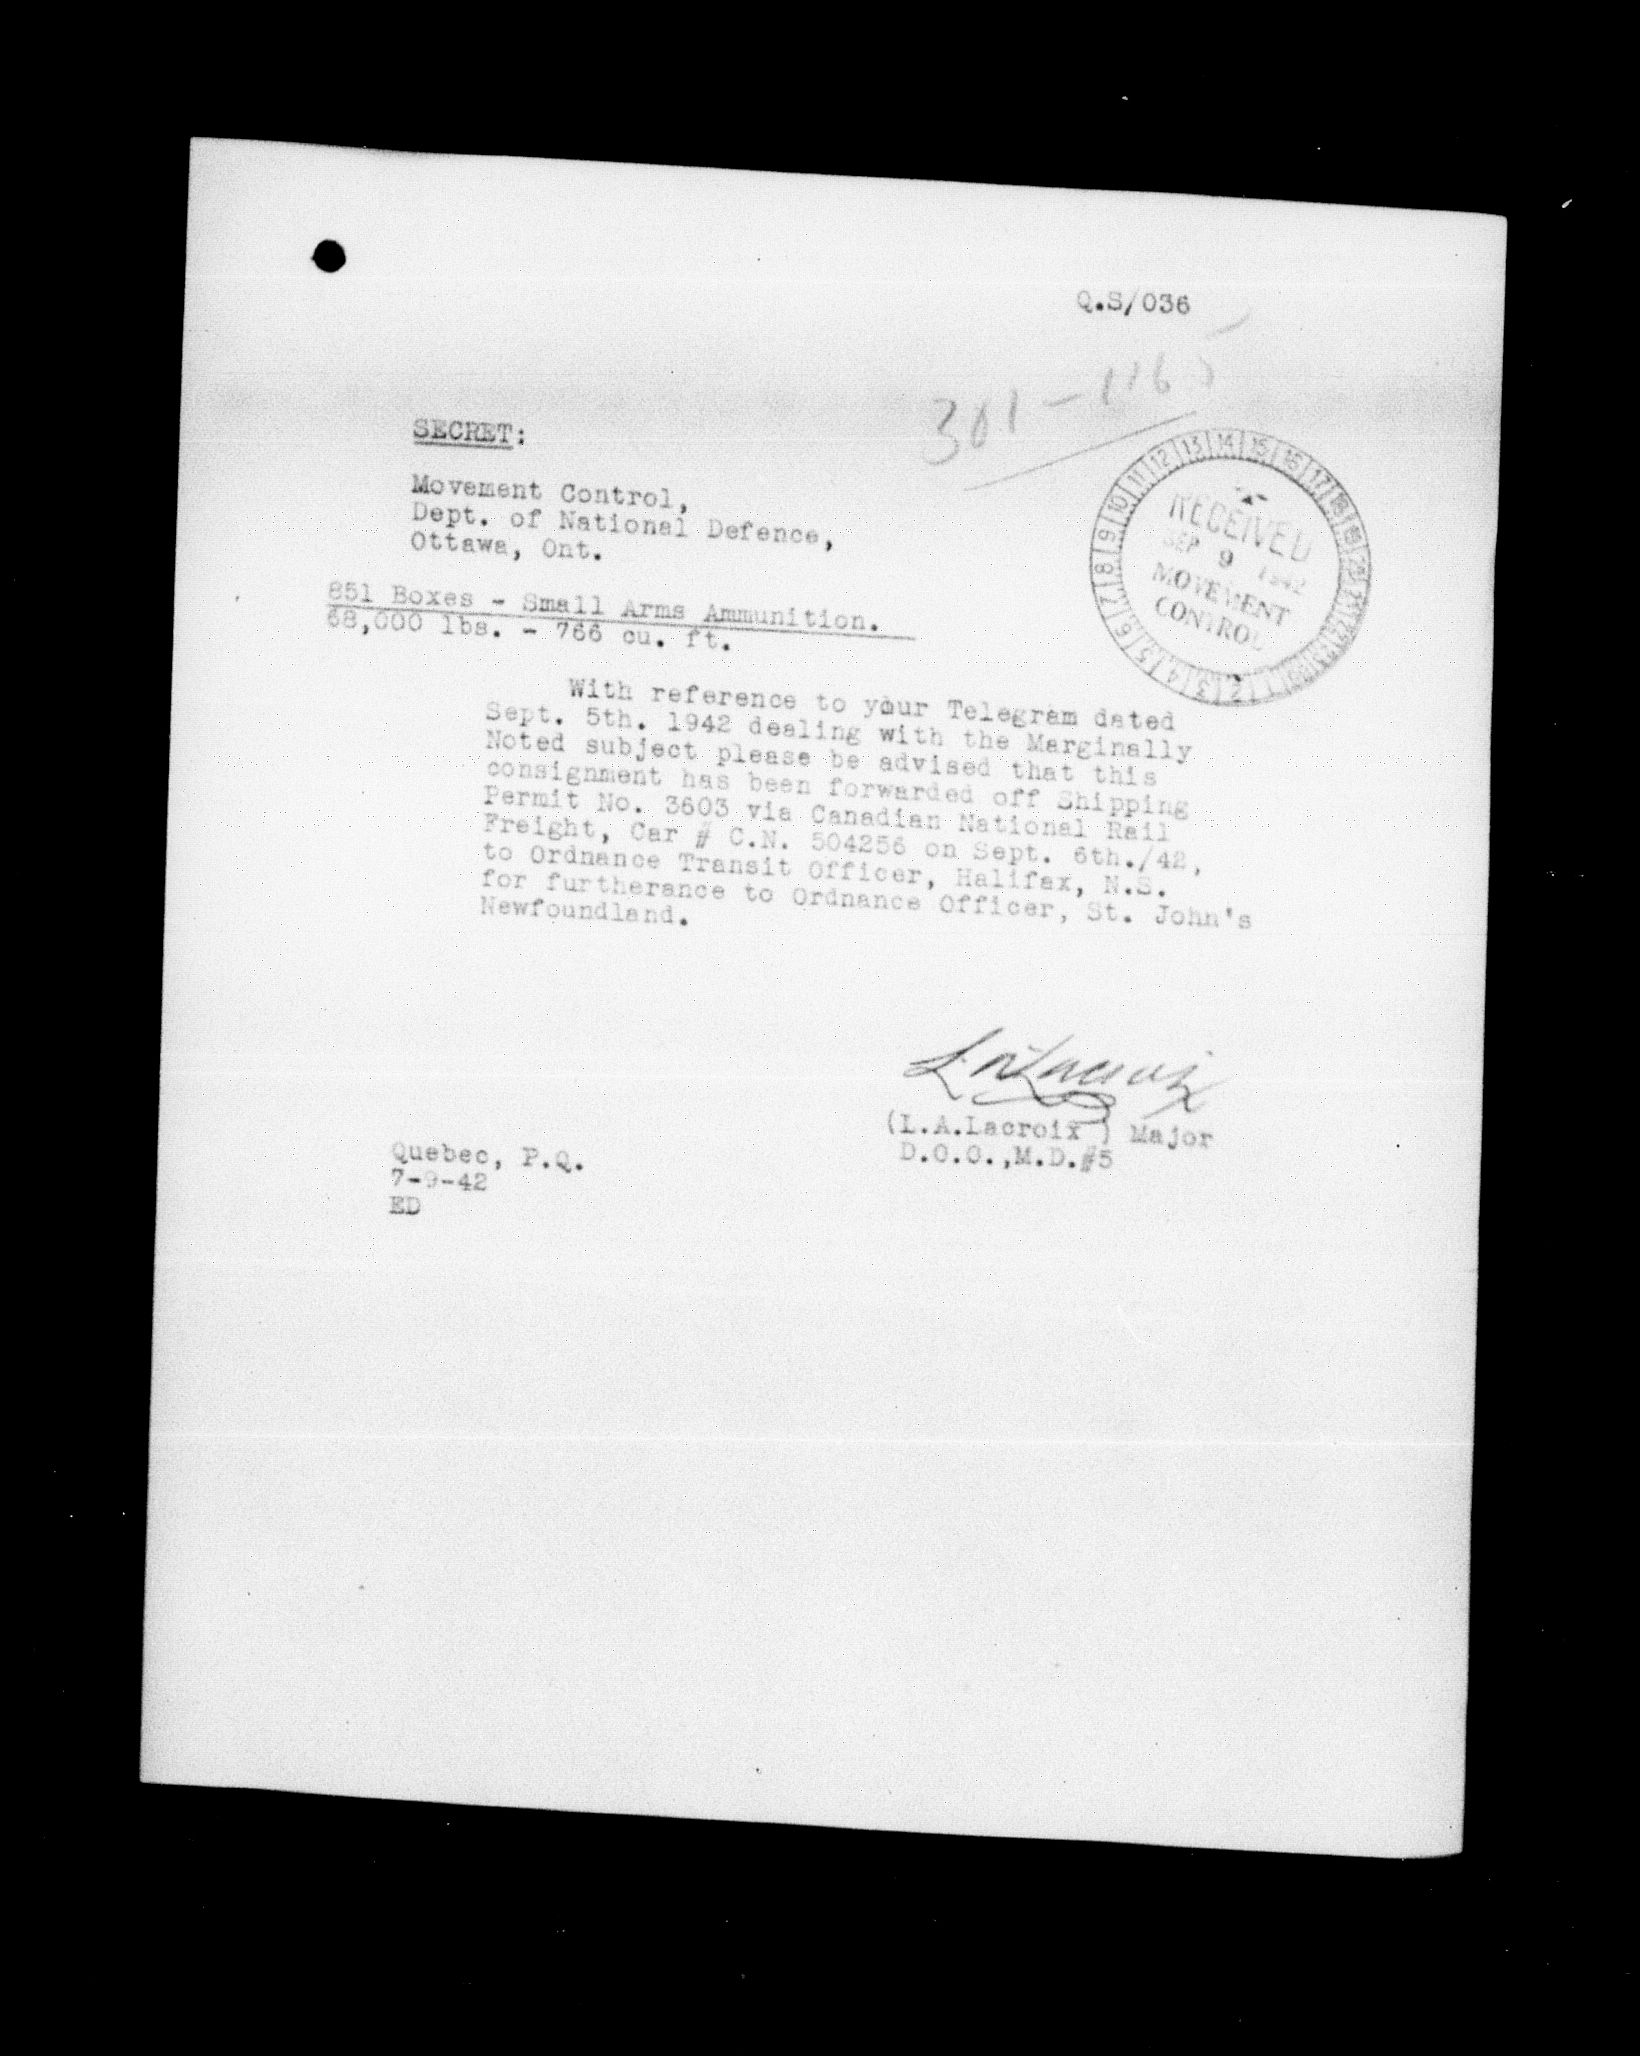 Q.S/036
301-1165
SECRET:
Movement Control,
Dept. of National Defence,
Ottawa, Ont.
RECEIVED
SEP 9 1942
MOVEMENT
CONTROL
851 Boxes - Small Arms Ammunition.
68,000 lbs. - 766 cu. ft.
With reference to your Telegram dated
Sept. 5th. 1942 dealing with the Marginally
Noted subject please be advised that this
consignment has been forwarded off Shipping
Permit No. 3603 via Canadian National Rail
Freight, Car # C.N. 504256 on Sept. 6th./42,
to Ordnance Transit Officer, Halifax, N.S.
for furtherance to Ordnance Officer, St. John's
Newfoundland.
L.A. Lacroix
(L.A.Lacroix ) Major
D.O.O.,M.D.#5
Quebec, P.Q.
7-9-42
ED